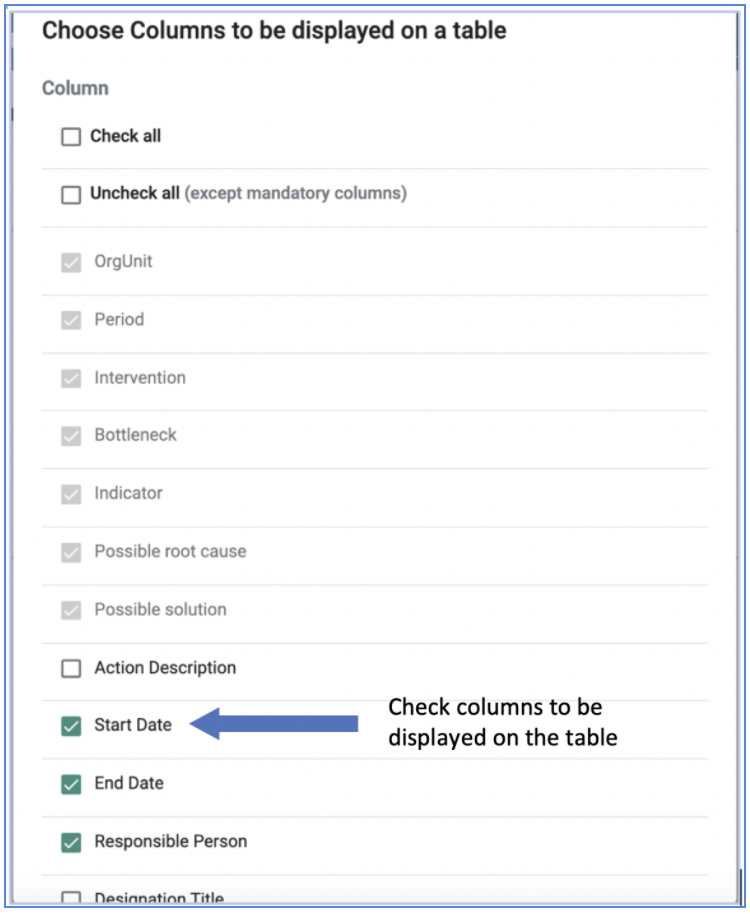 Choose Columns to be displayed on a table
Column
Check all
Uncheck all (except mandatory columns)
OrgUnit
Period
Intervention
Bottleneck
Indicator
Possible root cause
Possible solution
Action Description
Start Date
Check columns to be
displayed on the table
End Date
Responsible Person
Designation Title